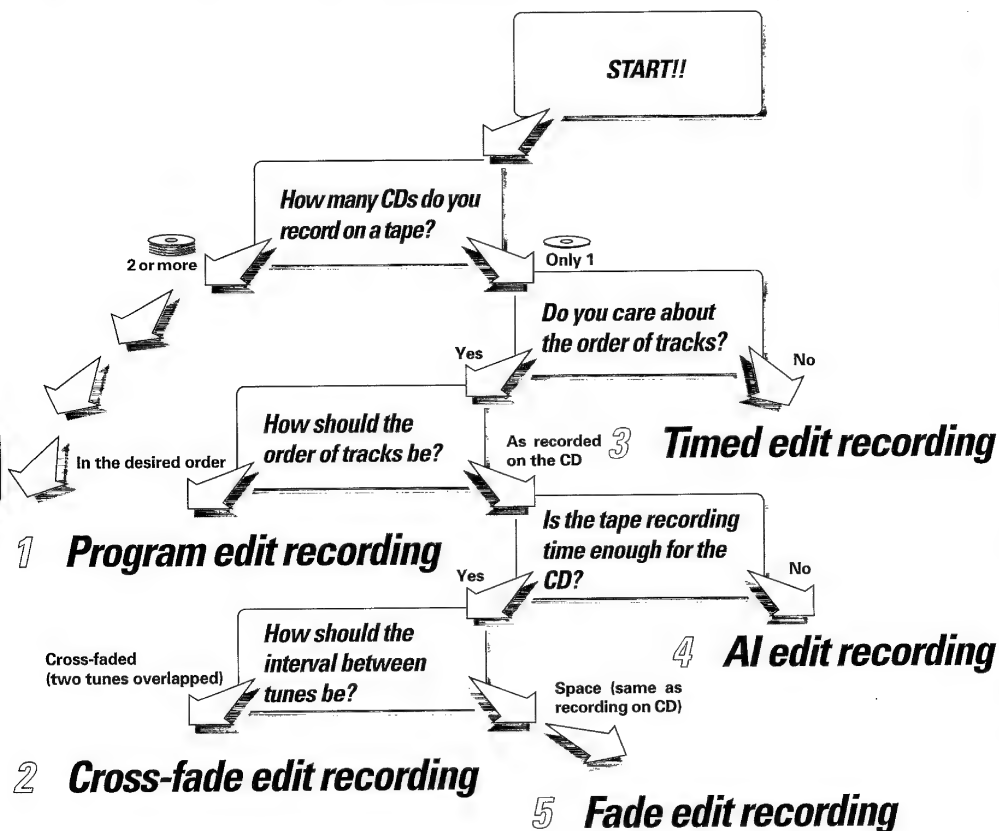 START!!
How many CDs do you
record on a tape?
2 or more
Only 1
Do you care about
the order of tracks?
Yes
No
How should the
order of tracks be?
As recorded
on the CD
3 Timed edit recording
In the desired order
1 Program edit recording
Is the tape recording
time enough for the
CD?
Yes
No
How should the
interval between
tunes be?
4 AI edit recording
Cross-faded
(two tunes overlapped)
Space (same as
recording on CD)
2 Cross-fade edit recording
5 Fade edit recording